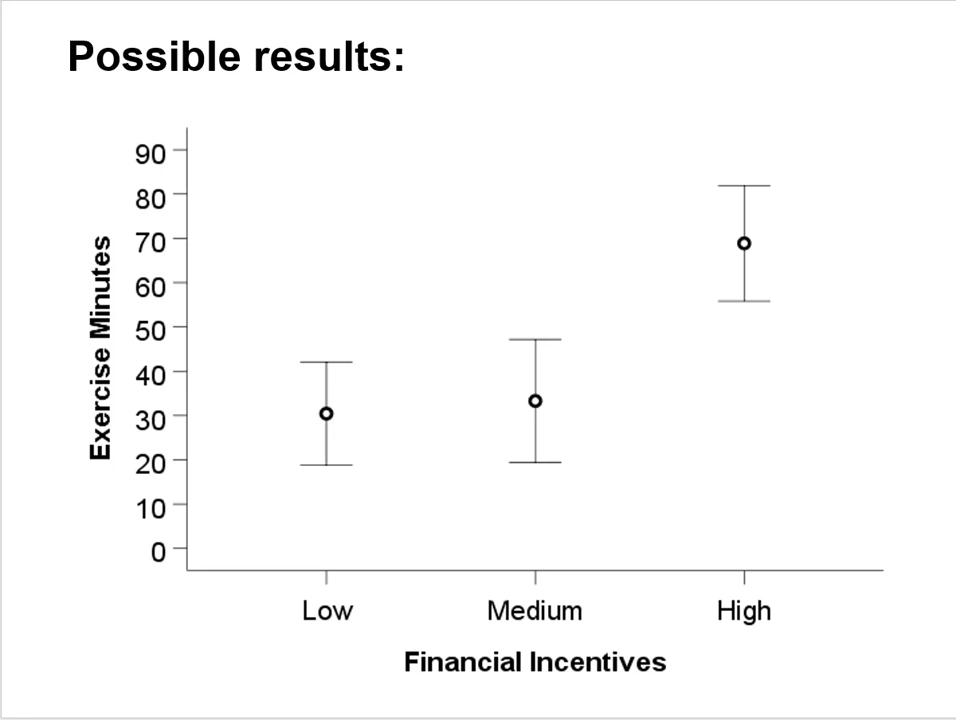 Possible results:
90
80
70
60
50
40
30
20
10
0
Exercise Minutes
Low Medium High
Financial Incentives